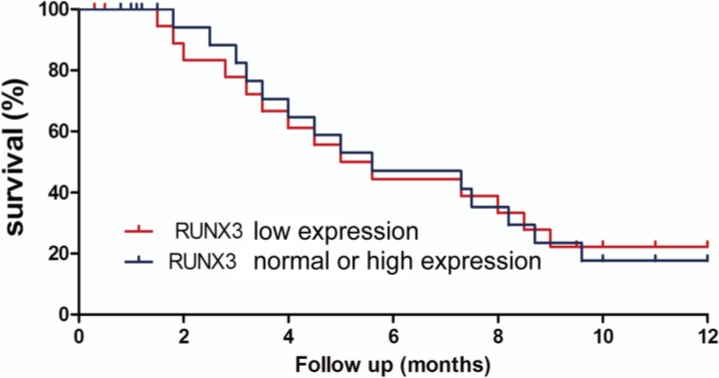 100
80
60
40
20
0
survival (%)
RUNX3 low expression
RUNX3 normal or high expression
0 2 4 6 8 10 12
Follow up (months)